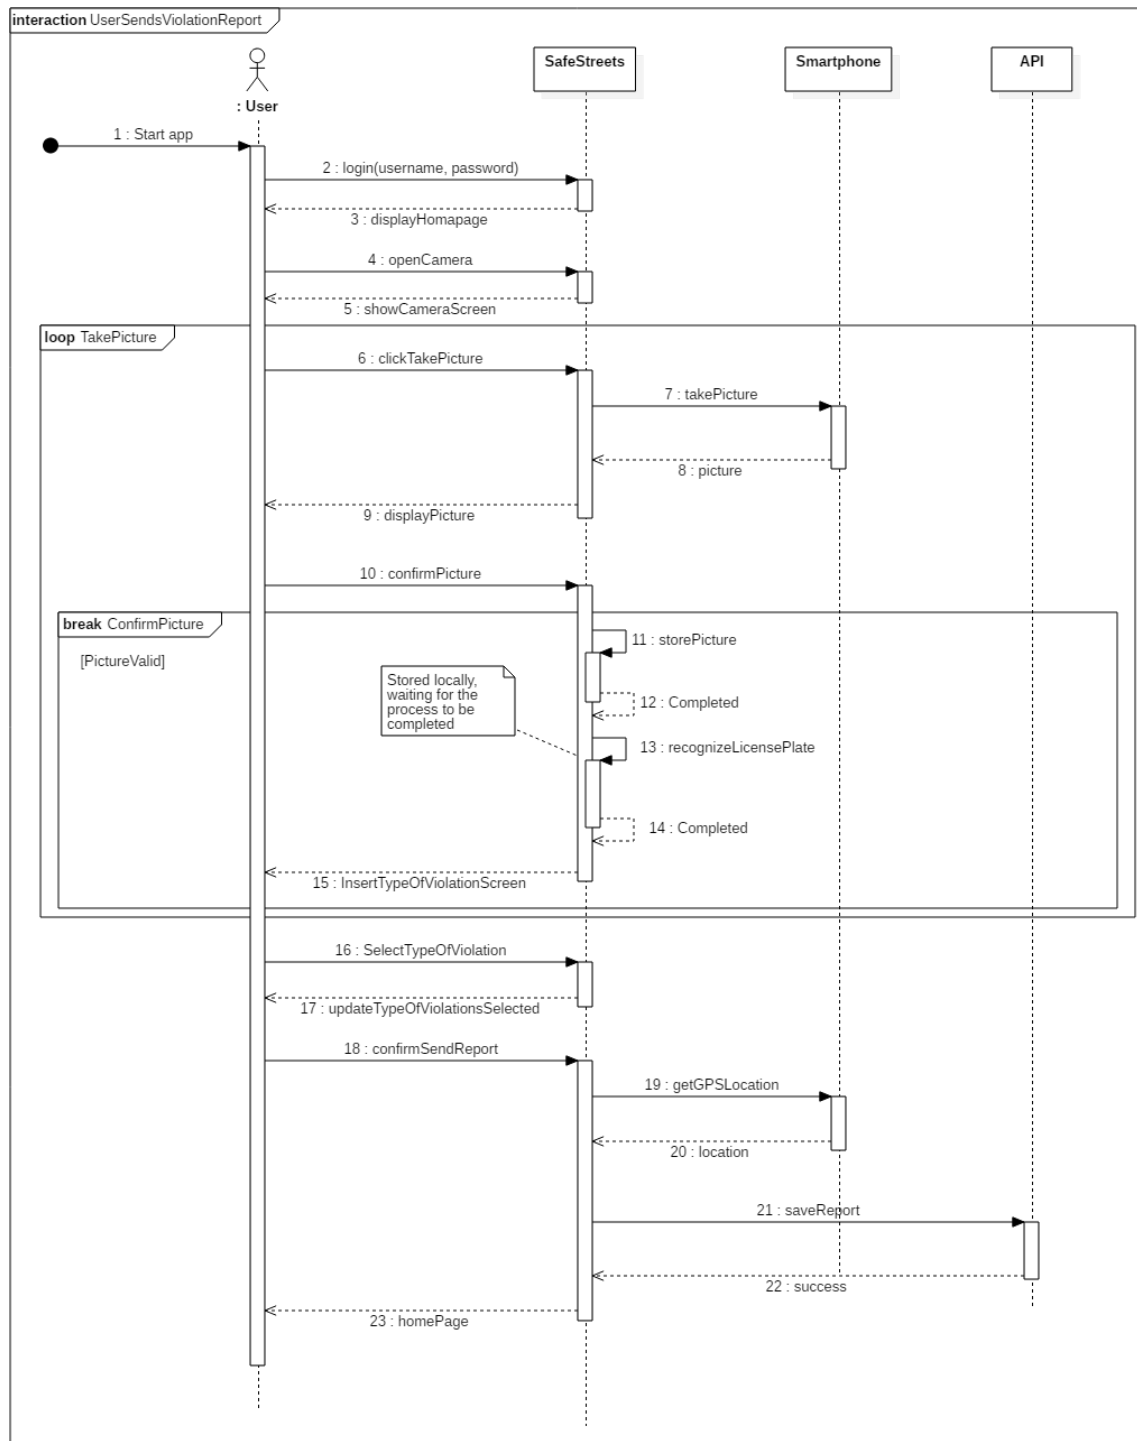 interaction UserSendsViolationReport
SafeStreets
Smartphone
API
: User
1 : Start app
2 : login(username, password)
3 : displayHomapage
4 : openCamera
5 : showCameraScreen
loop TakePicture
6 : clickTakePicture
7 : takePicture
8 : picture
9 : displayPicture
10 : confirmPicture
break ConfirmPicture
[PictureValid]
11 : storePicture
Stored locally,
waiting for the
process to be
completed
12 : Completed
13 : recognizeLicensePlate
14 : Completed
15 : InsertTypeOfViolationScreen
16 : SelectTypeOfViolation
17 : updateTypeOfViolationsSelected
18 : confirmSendReport
19 : getGPSLocation
20 : location
21 : saveReport
22 : success
23 : homePage